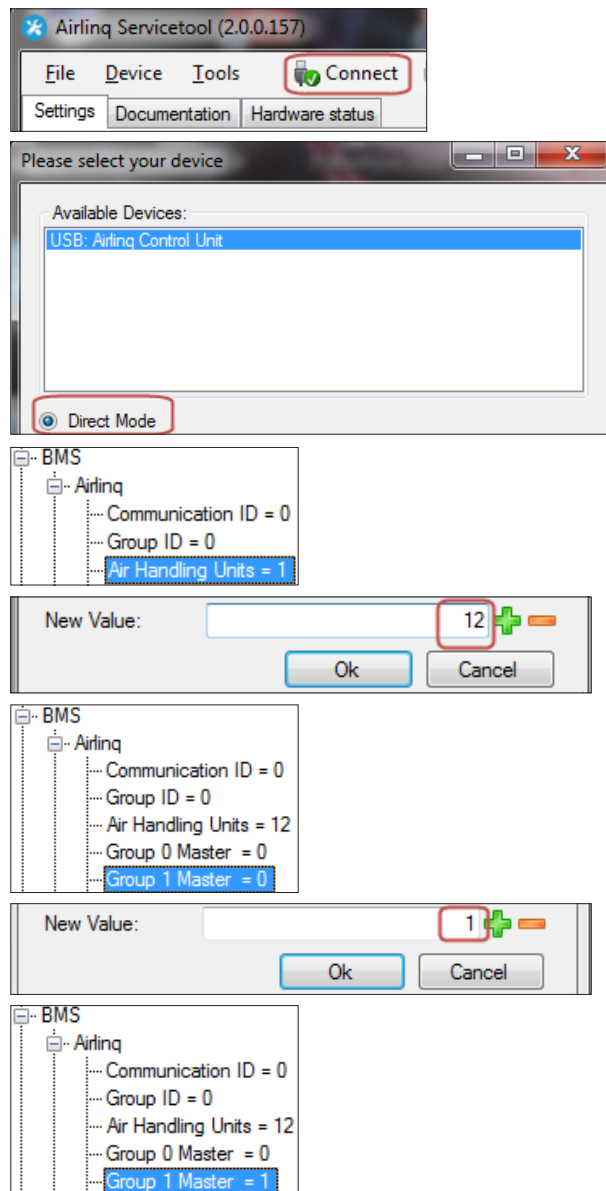 Airlinq Servicetool (2.0.0.157)
File Device Tools Connect
Settings Documentation Hardware status
Please select your device
Available Devices:
USB: Airlinq Control Unit
Direct Mode
BMS
Airlinq
Communication ID = 0
Group ID = 0
Air Handling Units = 1
New Value: 12
Ok Cancel
BMS
Airlinq
Communication ID = 0
Group ID = 0
Air Handling Units = 12
Group 0 Master = 0
Group 1 Master = 0
New Value: 1
Ok Cancel
BMS
Airlinq
Communication ID = 0
Group ID = 0
Air Handling Units = 12
Group 0 Master = 0
Group 1 Master = 1